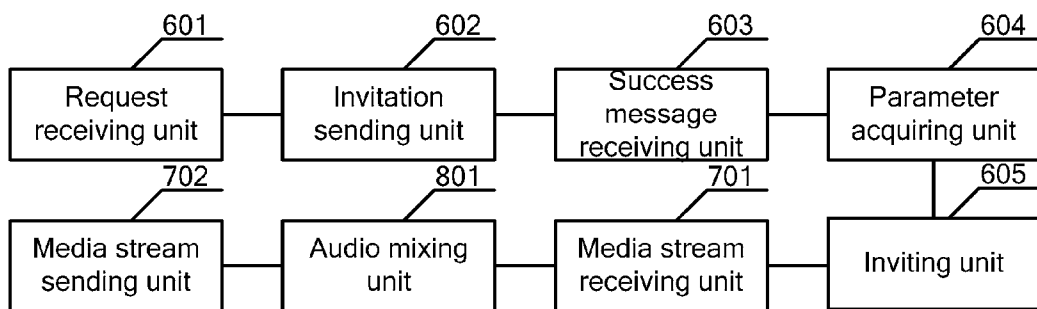 601
602
603
604
Request
receiving unit
Invitation
sending unit
Success
message
receiving unit
Parameter
acquiring unit
702
801
701
605
Media stream
sending unit
Audio mixing
unit
Media stream
receiving unit
Inviting unit